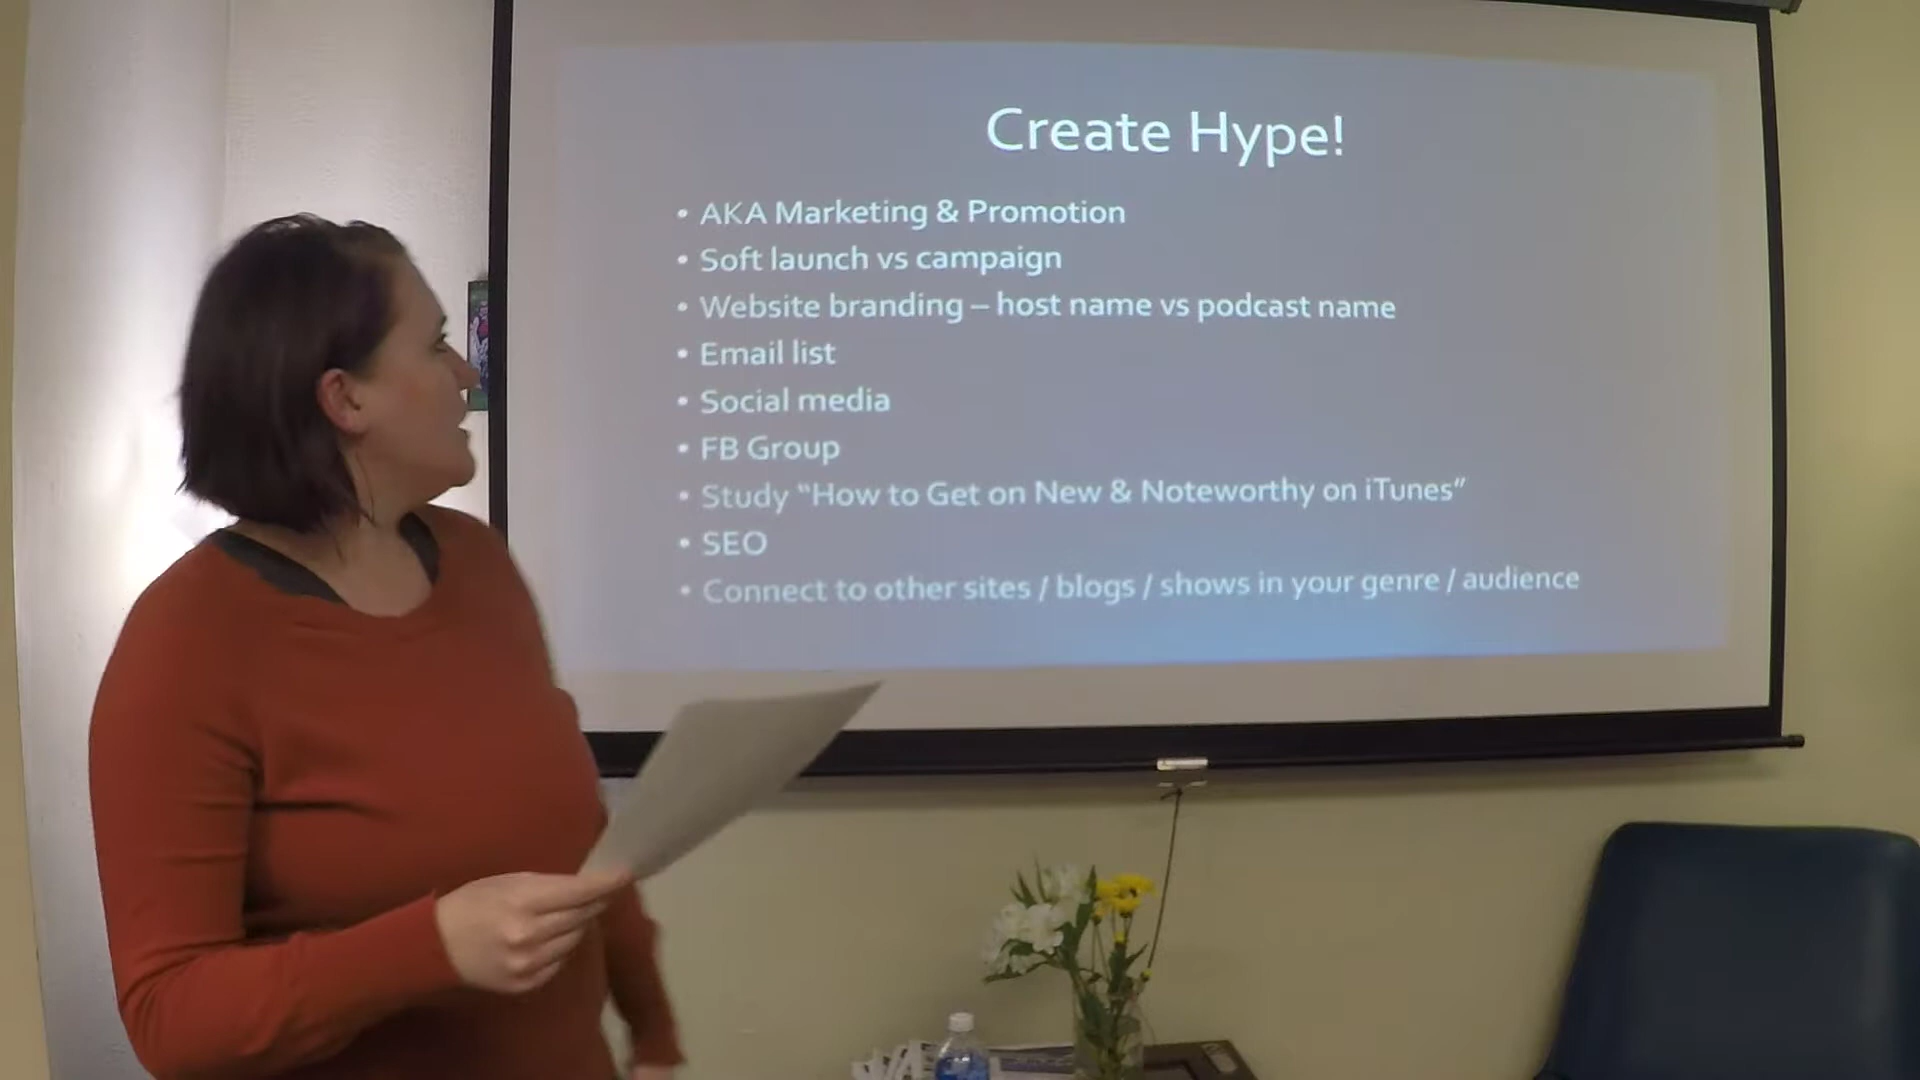 Create Hype!
• AKA Marketing & Promotion
• Soft launch vs campaign
• Website branding – host name vs podcast name
• Email list
• Social media
• FB Group
• Study “How to Get on New & Noteworthy on iTunes”
• SEO
• Connect to other sites / blogs / shows in your genre / audience